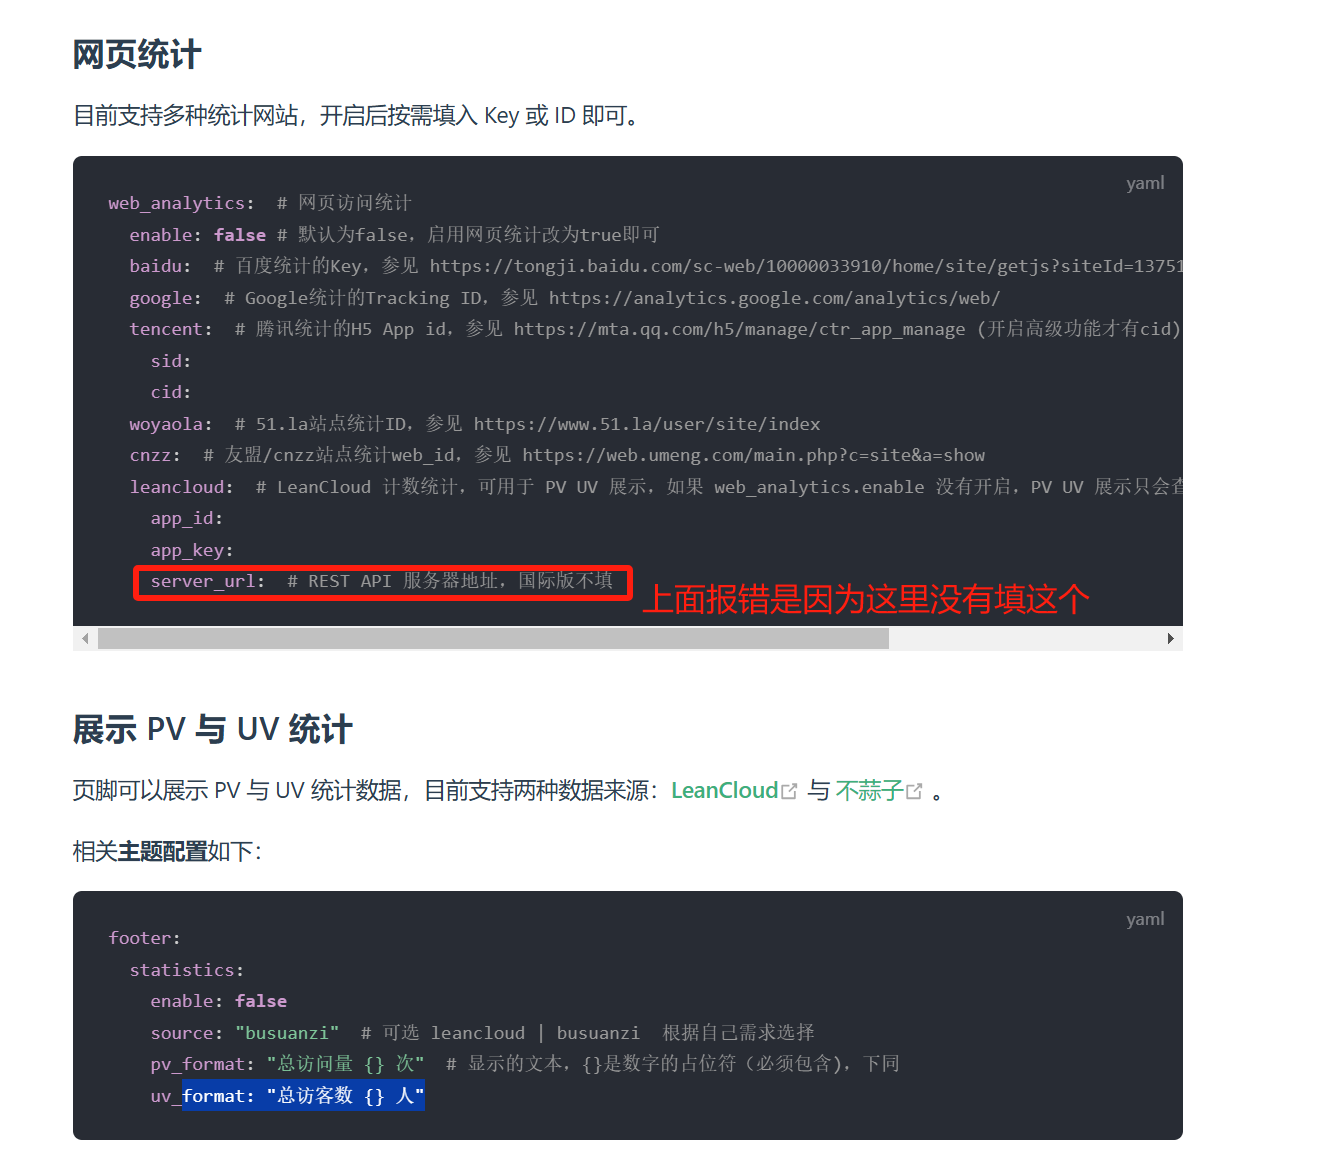 网页统计
目前支持多种统计网站，开启后按需填入 Key 或 ID 即可。
yaml
web_analytics:  # 网页访问统计
  enable: false # 默认为false，启用网页统计改为true即可
  baidu:  # 百度统计的Key，参见 https://tongji.baidu.com/sc-web/10000033910/home/site/getjs?siteId=13751
  google:  # Google统计的Tracking ID，参见 https://analytics.google.com/analytics/web/
  tencent:  # 腾讯统计的H5 App id，参见 https://mta.qq.com/h5/manage/ctr_app_manage (开启高级功能才有cid)
    sid:
    cid:
  woyaola:  # 51.la站点统计ID，参见 https://www.51.la/user/site/index
  cnzz:  # 友盟/cnzz站点统计web_id，参见 https://web.umeng.com/main.php?c=site&a=show
  leancloud:  # LeanCloud 计数统计，可用于 PV UV 展示，如果 web_analytics.enable 没有开启，PV UV 展示只会查
    app_id:
    app_key:
    server_url:  # REST API 服务器地址，国际版不填
上面报错是因为这里没有填这个
展示 PV 与 UV 统计
页脚可以展示 PV 与 UV 统计数据，目前支持两种数据来源：LeanCloud 与 不蒜子 。
相关主题配置如下：
yaml
footer:
  statistics:
    enable: false
    source: "busuanzi"  # 可选 leancloud | busuanzi  根据自己需求选择
    pv_format: "总访问量 {} 次"  # 显示的文本，{}是数字的占位符（必须包含)，下同
    uv_format: "总访客数 {} 人"